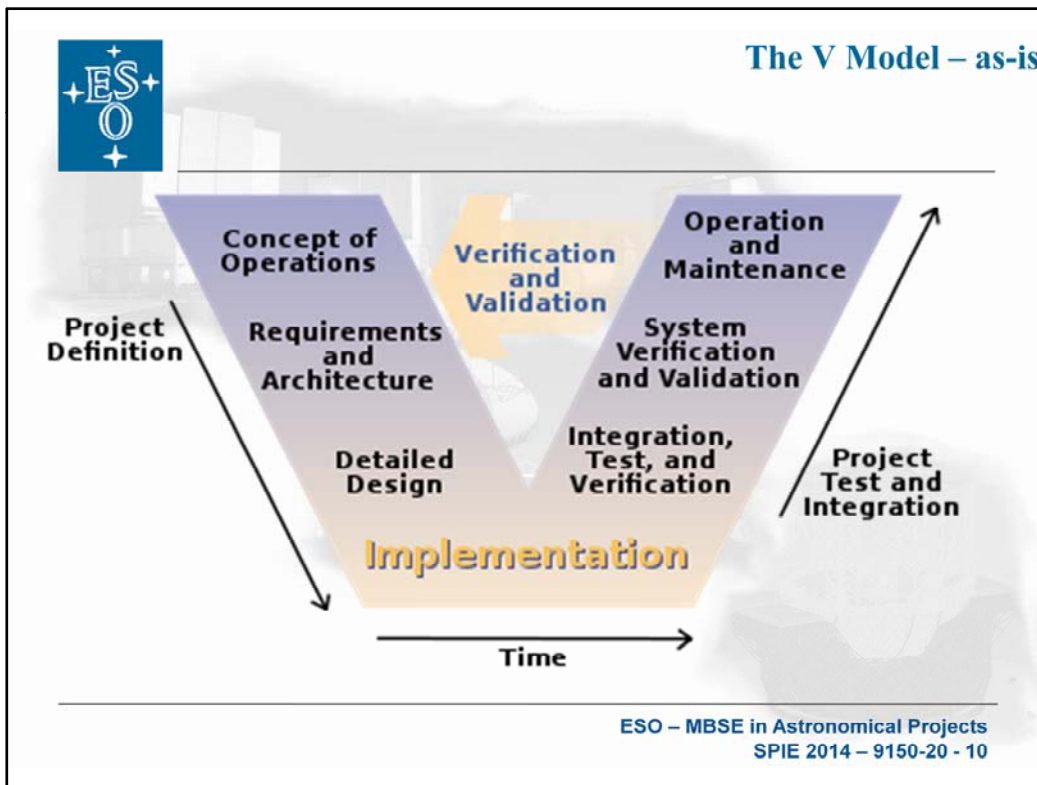 ESO
The V Model – as-is
Concept of
Operations
Verification
and
Validation
Operation
and
Maintenance
Project
Definition
Requirements
and
Architecture
System
Verification
and Validation
Detailed
Design
Integration,
Test, and
Verification
Project
Test and
Integration
Implementation
Time
ESO – MBSE in Astronomical Projects
SPIE 2014 – 9150-20 - 10